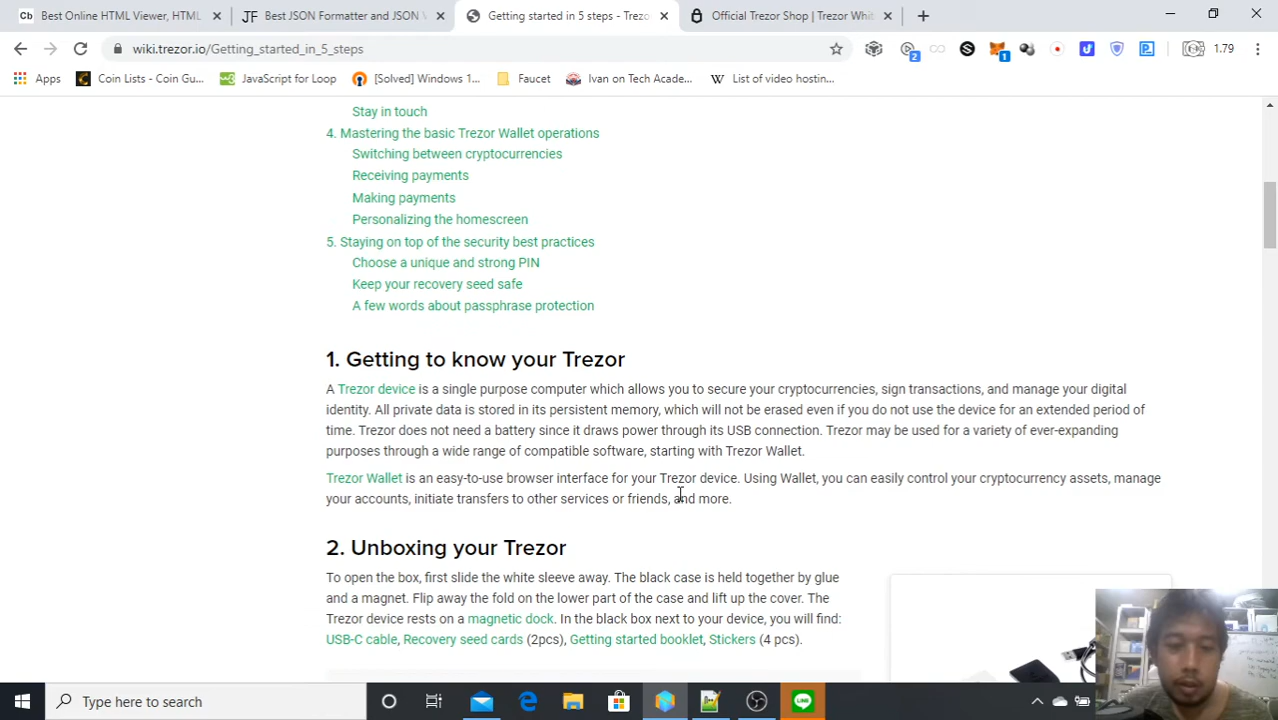 Best Online HTML Viewer, HTML
Best JSON Formatter and JSON V
Getting started in 5 steps - Trezo
Official Trezor Shop | Trezor Whit
wiki.trezor.io/Getting_started_in_5_steps
2
1
1.79
Apps
Coin Lists - Coin Gu...
JavaScript for Loop
[Solved] Windows 1...
Faucet
Ivan on Tech Acade...
List of video hostin...
Stay in touch
4. Mastering the basic Trezor Wallet operations
Switching between cryptocurrencies
Receiving payments
Making payments
Personalizing the homescreen
5. Staying on top of the security best practices
Choose a unique and strong PIN
Keep your recovery seed safe
A few words about passphrase protection
1. Getting to know your Trezor
A Trezor device is a single purpose computer which allows you to secure your cryptocurrencies, sign transactions, and manage your digital
identity. All private data is stored in its persistent memory, which will not be erased even if you do not use the device for an extended period of
time. Trezor does not need a battery since it draws power through its USB connection. Trezor may be used for a variety of ever-expanding
purposes through a wide range of compatible software, starting with Trezor Wallet.
Trezor Wallet is an easy-to-use browser interface for your Trezor device. Using Wallet, you can easily control your cryptocurrency assets, manage
your accounts, initiate transfers to other services or friends, and more.
2. Unboxing your Trezor
To open the box, first slide the white sleeve away. The black case is held together by glue
and a magnet. Flip away the fold on the lower part of the case and lift up the cover. The
Trezor device rests on a magnetic dock. In the black box next to your device, you will find:
USB-C cable, Recovery seed cards (2pcs), Getting started booklet, Stickers (4 pcs).
Type here to search
LINE